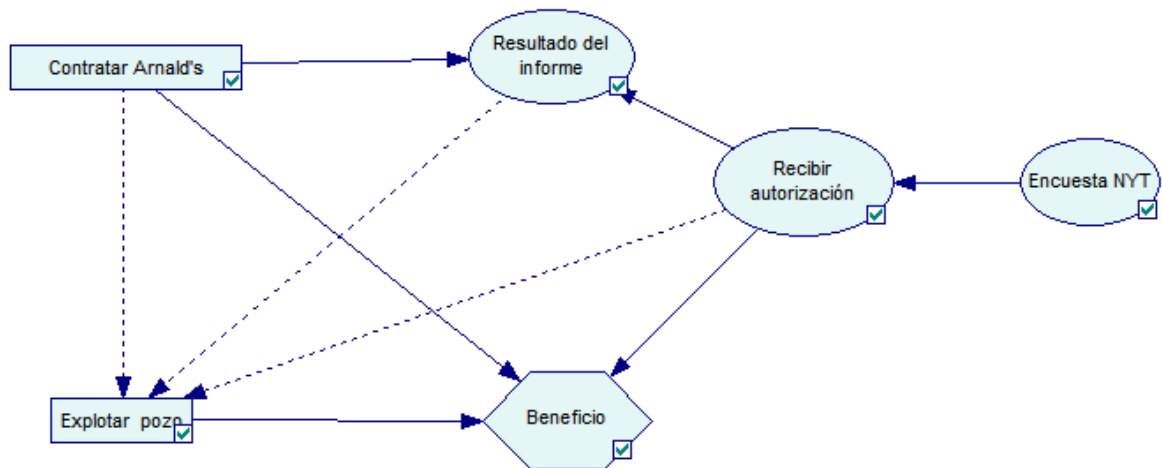 Contratar Arnald's
Resultado del
informe
Recibir
autorización
Encuesta NYT
Explotar pozo
Beneficio